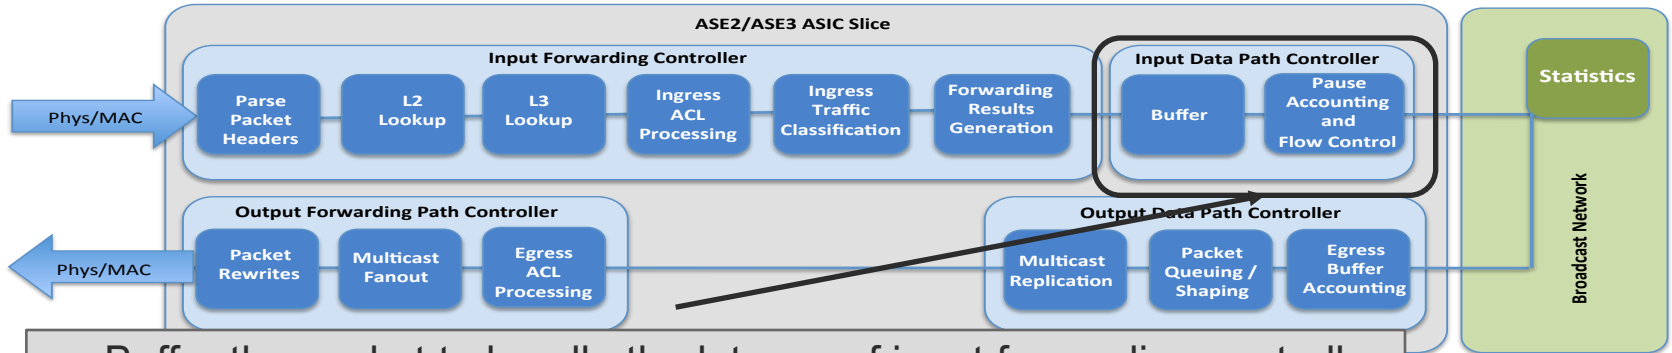 ASE2/ASE3 ASIC Slice
Input Forwarding Controller
Input Data Path Controller
Phys/MAC
Parse
Packet
Headers
L2
Lookup
L3
Lookup
Ingress
ACL
Processing
Ingress
Traffic
Classification
Forwarding
Results
Generation
Buffer
Pause
Accounting
and
Flow Control
Statistics
Broadcast Network
Output Forwarding Path Controller
Output Data Path Controller
Phys/MAC
Packet
Rewrites
Multicast
Fanout
Egress
ACL
Processing
Multicast
Replication
Packet
Queuing /
Shaping
Egress
Buffer
Accounting